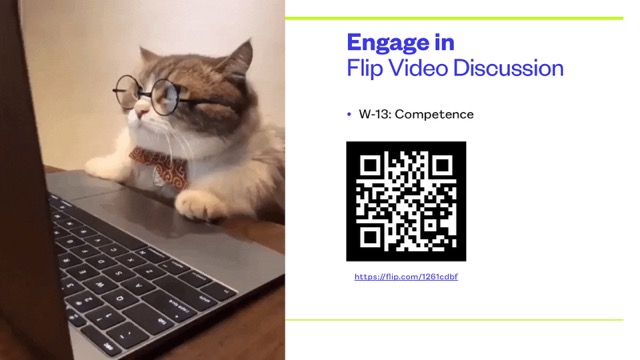 Engage in
Flip Video Discussion
• W-13: Competence
https://flip.com/1261cdbf